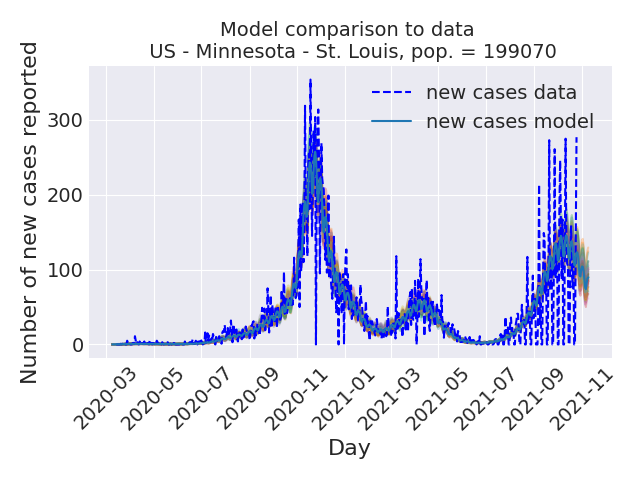 Model comparison to data
US - Minnesota - St. Louis, pop. = 199070
Number of new cases reported
300
200
100
0
new cases data
new cases model
2020-03
2020-05
2020-07
2020-09
2020-11
2021-01
2021-03
2021-05
2021-07
2021-09
2021-11
Day